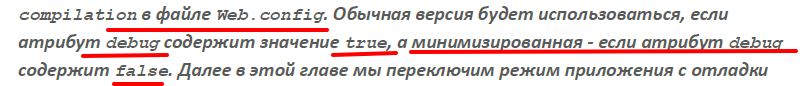 compilation в файле Web.config. Обычная версия будет использоваться, если
атрибут debug содержит значение true, а минимизированная - если атрибут debug
содержит false. Далее в этой главе мы переключим режим приложения с отладки